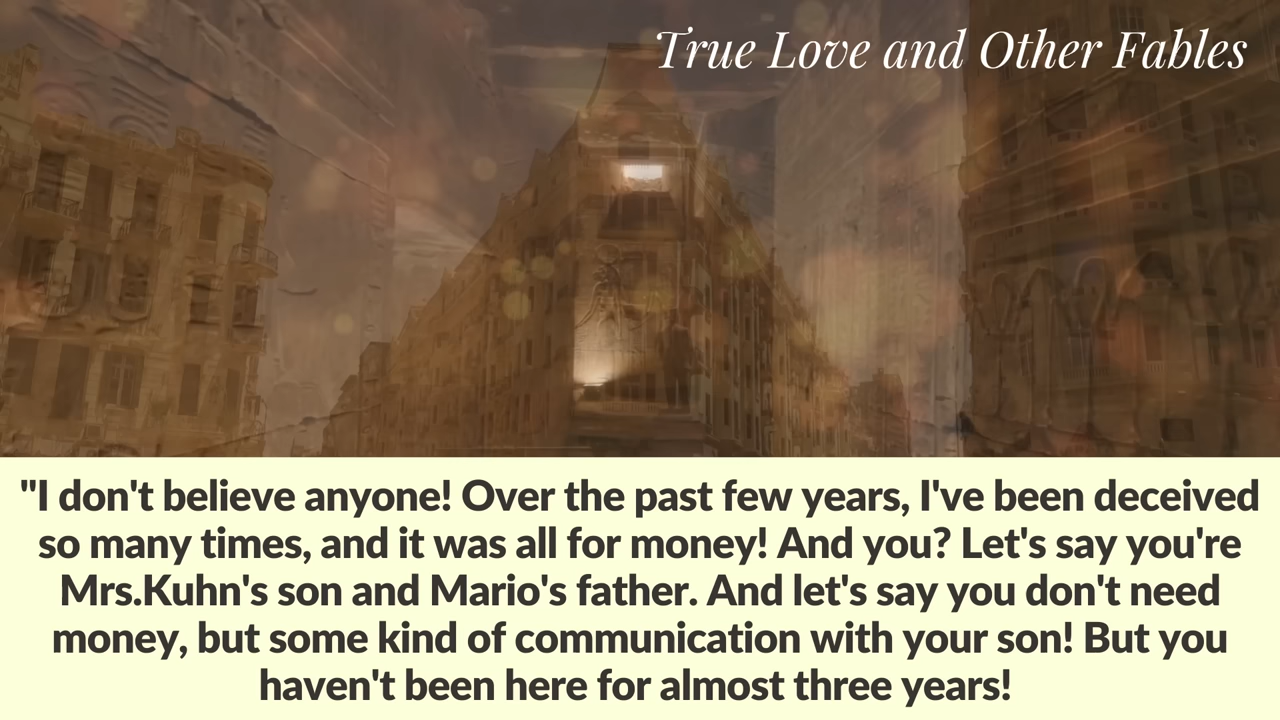 True Love and Other Fables
"I don't believe anyone! Over the past few years, I've been deceived
so many times, and it was all for money! And you? Let's say you're
Mrs.Kuhn's son and Mario's father. And let's say you don't need
money, but some kind of communication with your son! But you
haven't been here for almost three years!